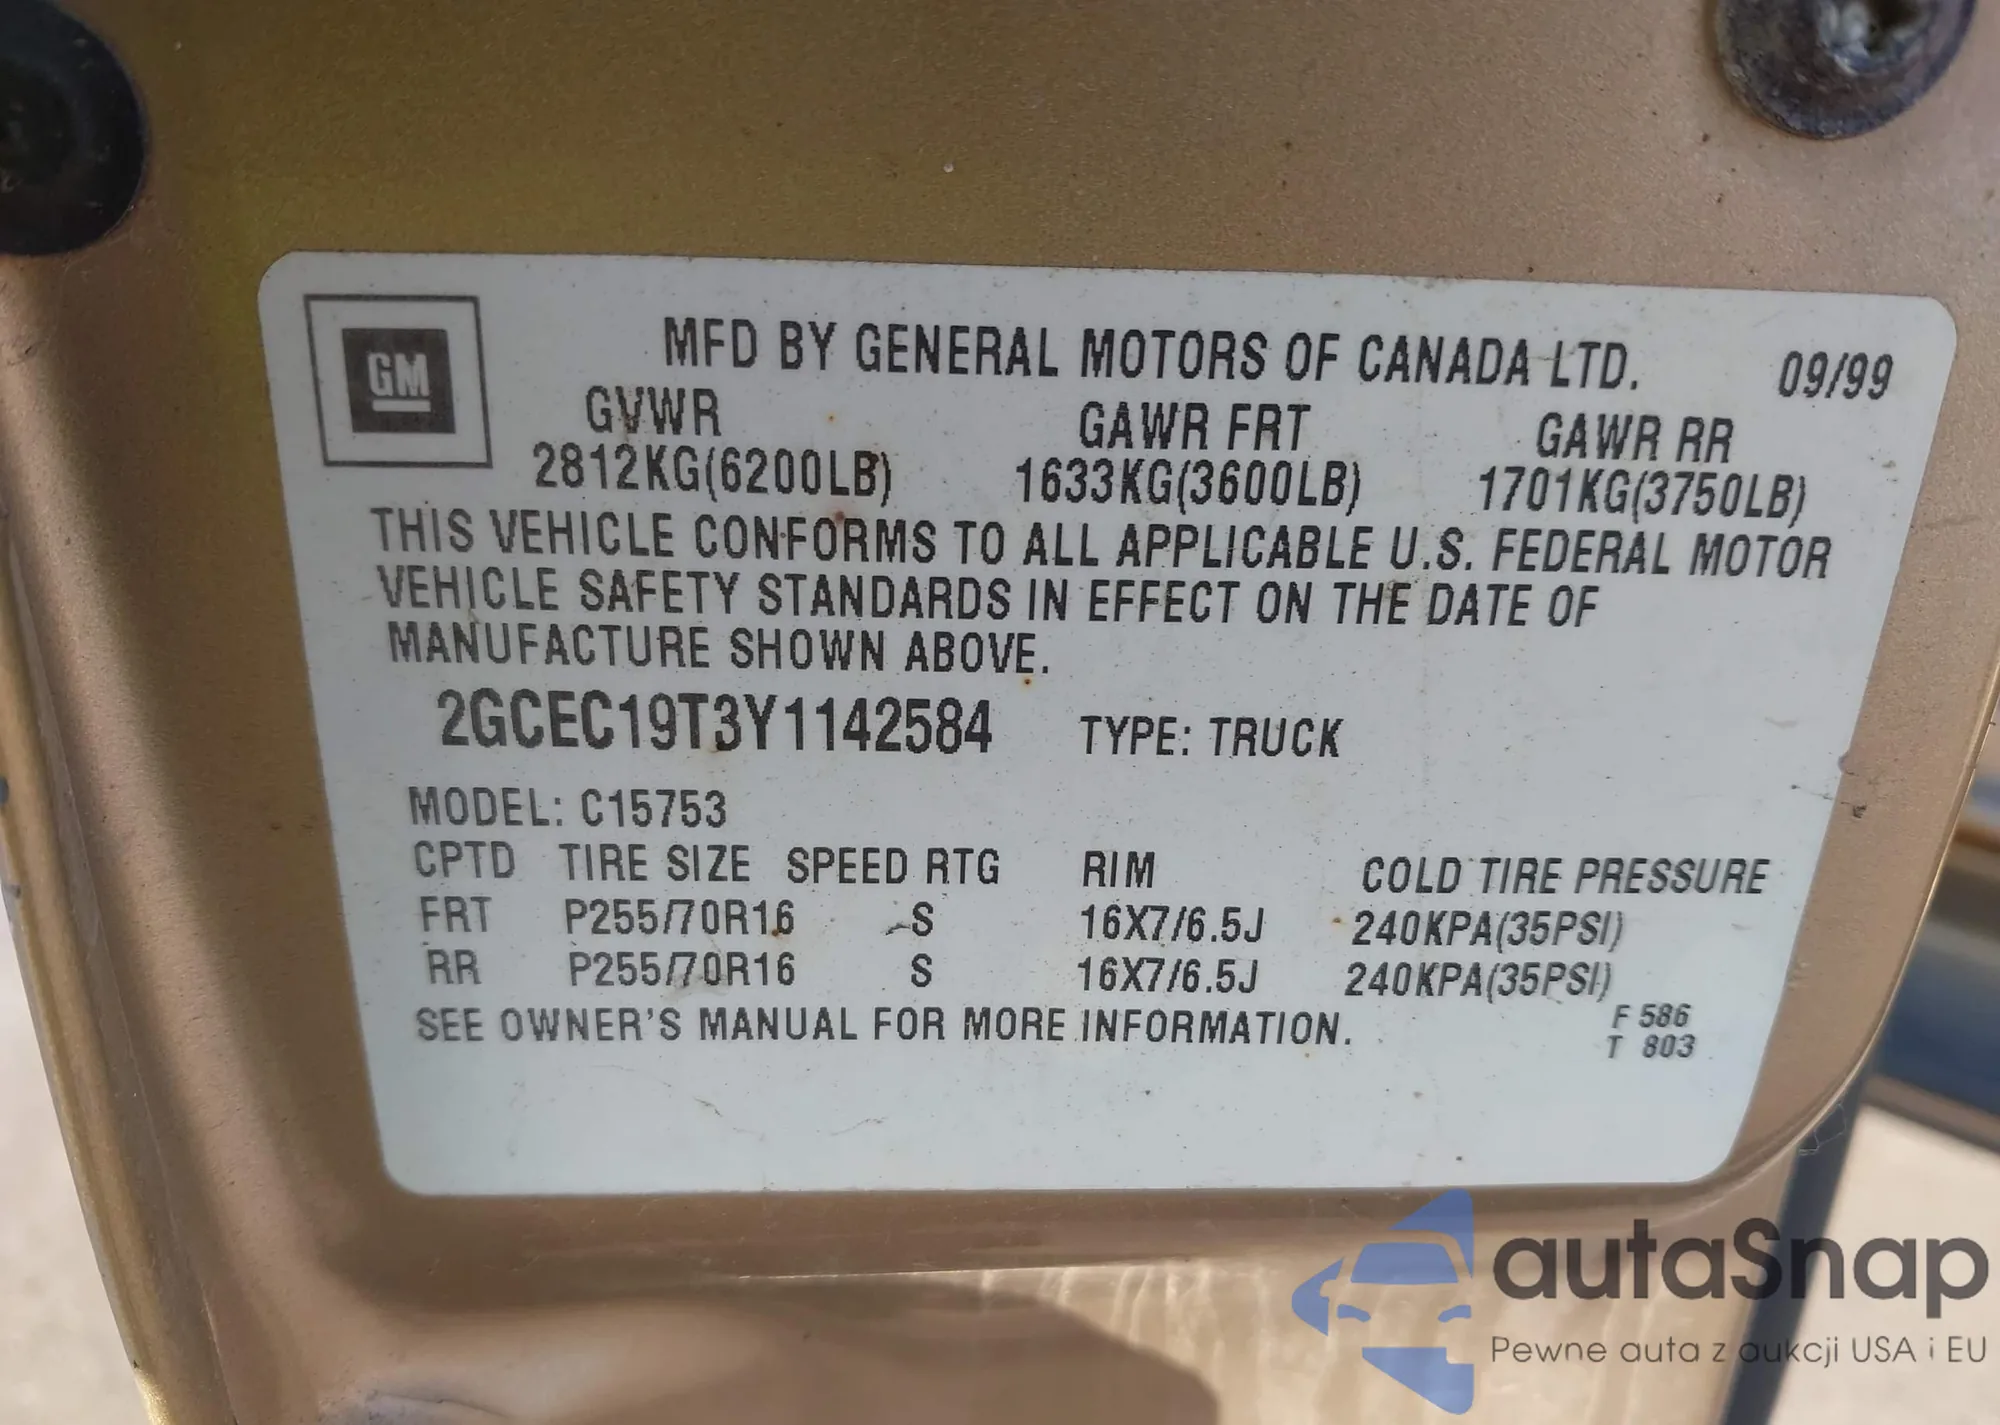 GM
MFD BY GENERAL MOTORS OF CANADA LTD. 09/99
GVWR GAWR FRT GAWR RR
2812KG(6200LB) 1633KG(3600LB) 1701KG(3750LB)
THIS VEHICLE CONFORMS TO ALL APPLICABLE U.S. FEDERAL MOTOR
VEHICLE SAFETY STANDARDS IN EFFECT ON THE DATE OF
MANUFACTURE SHOWN ABOVE.
2GCEC19T3Y1142584 TYPE: TRUCK
MODEL: C15753
CPTD TIRE SIZE SPEED RTG RIM COLD TIRE PRESSURE
FRT P255/70R16 S 16X7/6.5J 240KPA(35PSI)
RR P255/70R16 S 16X7/6.5J 240KPA(35PSI)
SEE OWNER'S MANUAL FOR MORE INFORMATION.
F 586
T 803
autaSnap
Pewne auta z aukcji USA i EU